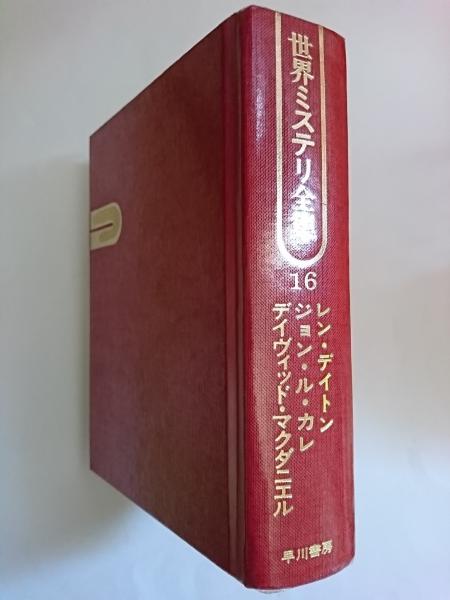 世界ミステリ全集
16
レン・デイトン
ジョン・ル・カレ
デイヴィッド・マクダニエル
早川書房